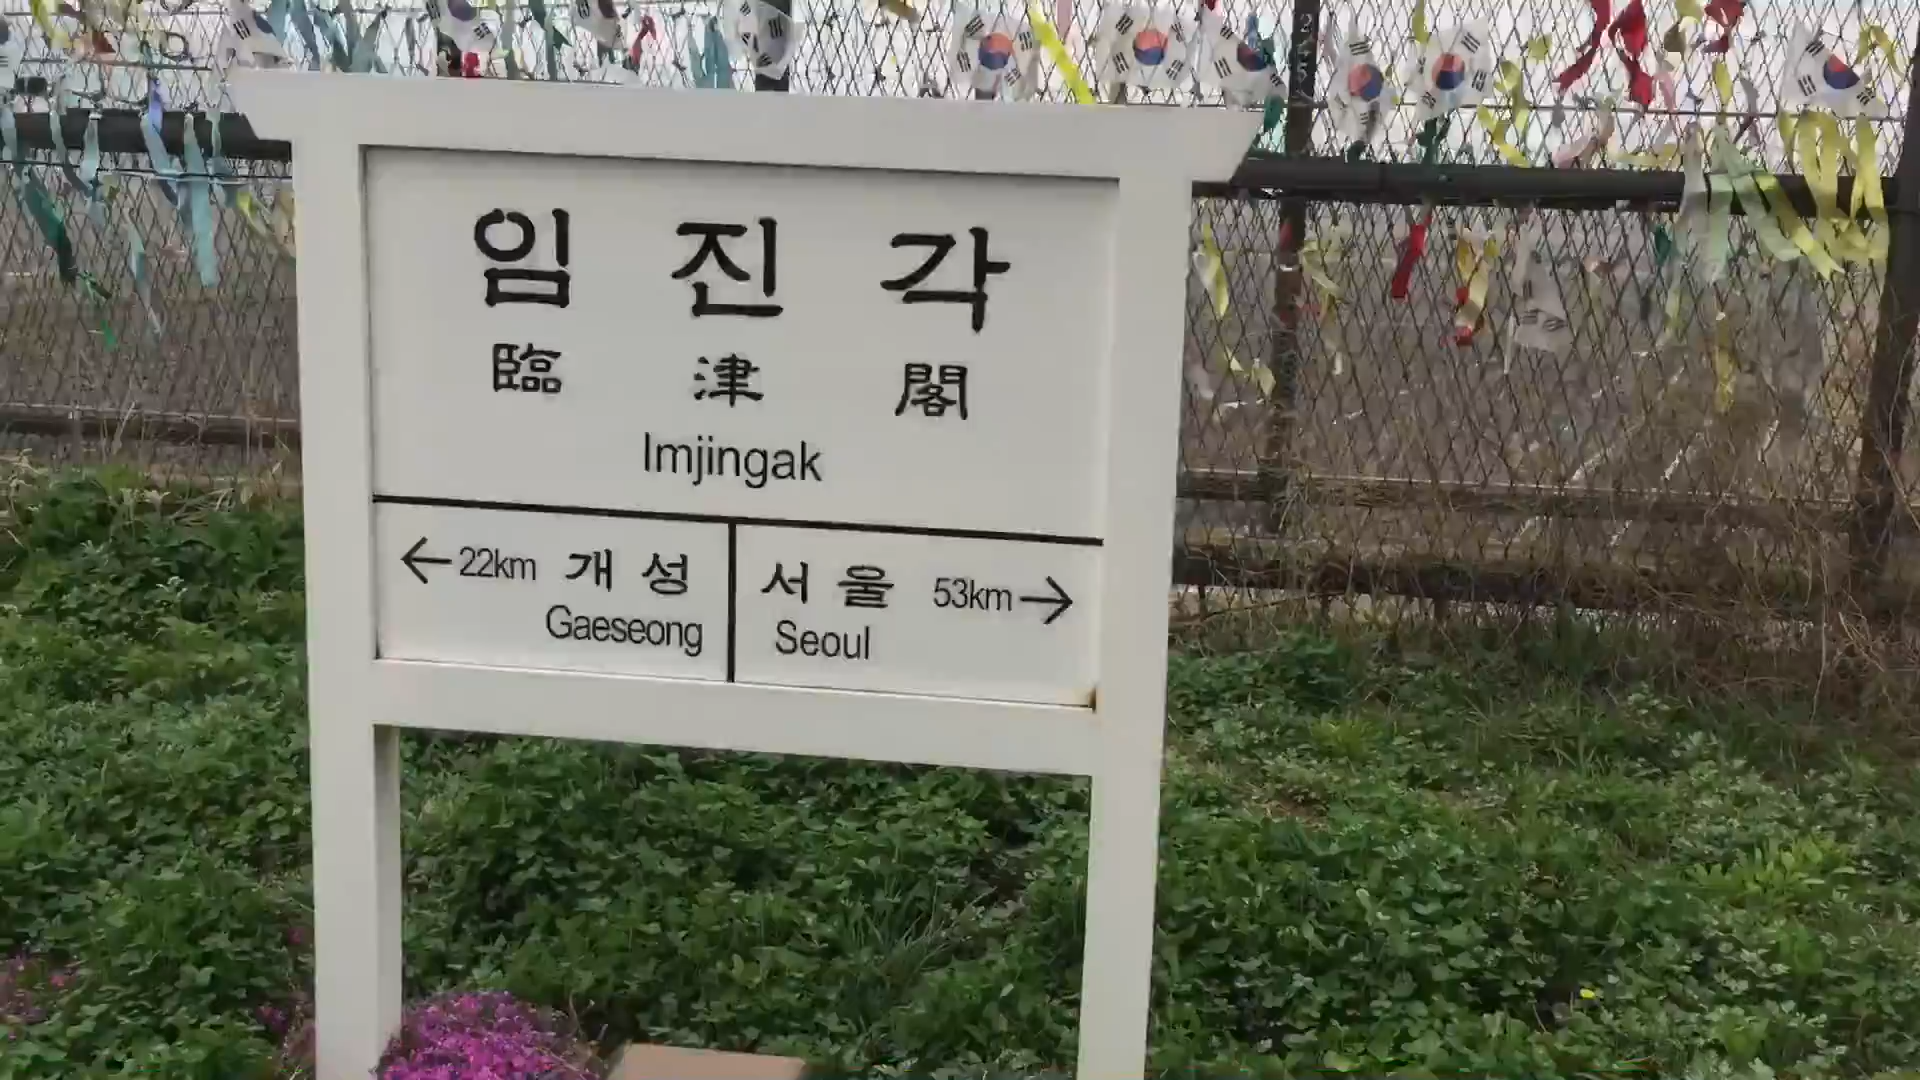 임 진 각
臨 津 閣
Imjingak
←22km 개 성
Gaeseong
서 울 53km→
Seoul